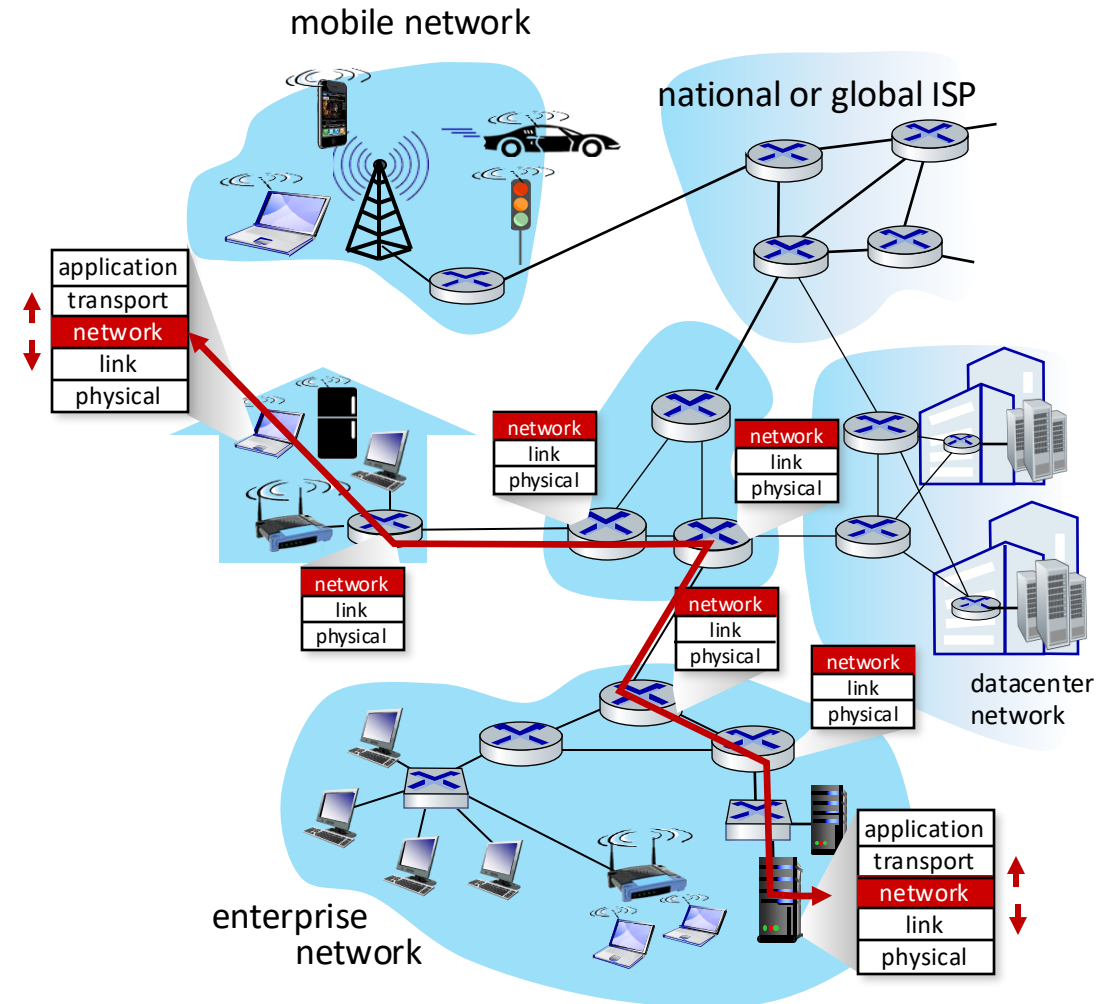 mobile network
national or global ISP
application
transport
network
link
physical
network
link
physical
network
link
physical
network
link
physical
network
link
physical
network
link
physical
datacenter
network
application
transport
network
link
physical
enterprise
network